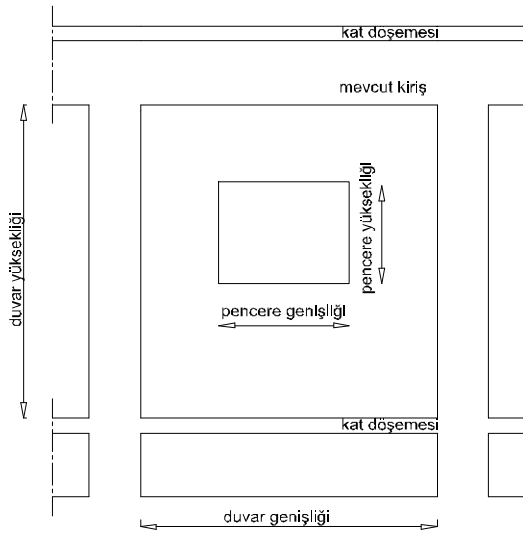 kat döşemesi
mevcut kiriş
duvar yüksekliği
pencere yüksekliği
pencere genişliği
kat döşemesi
duvar genişliği